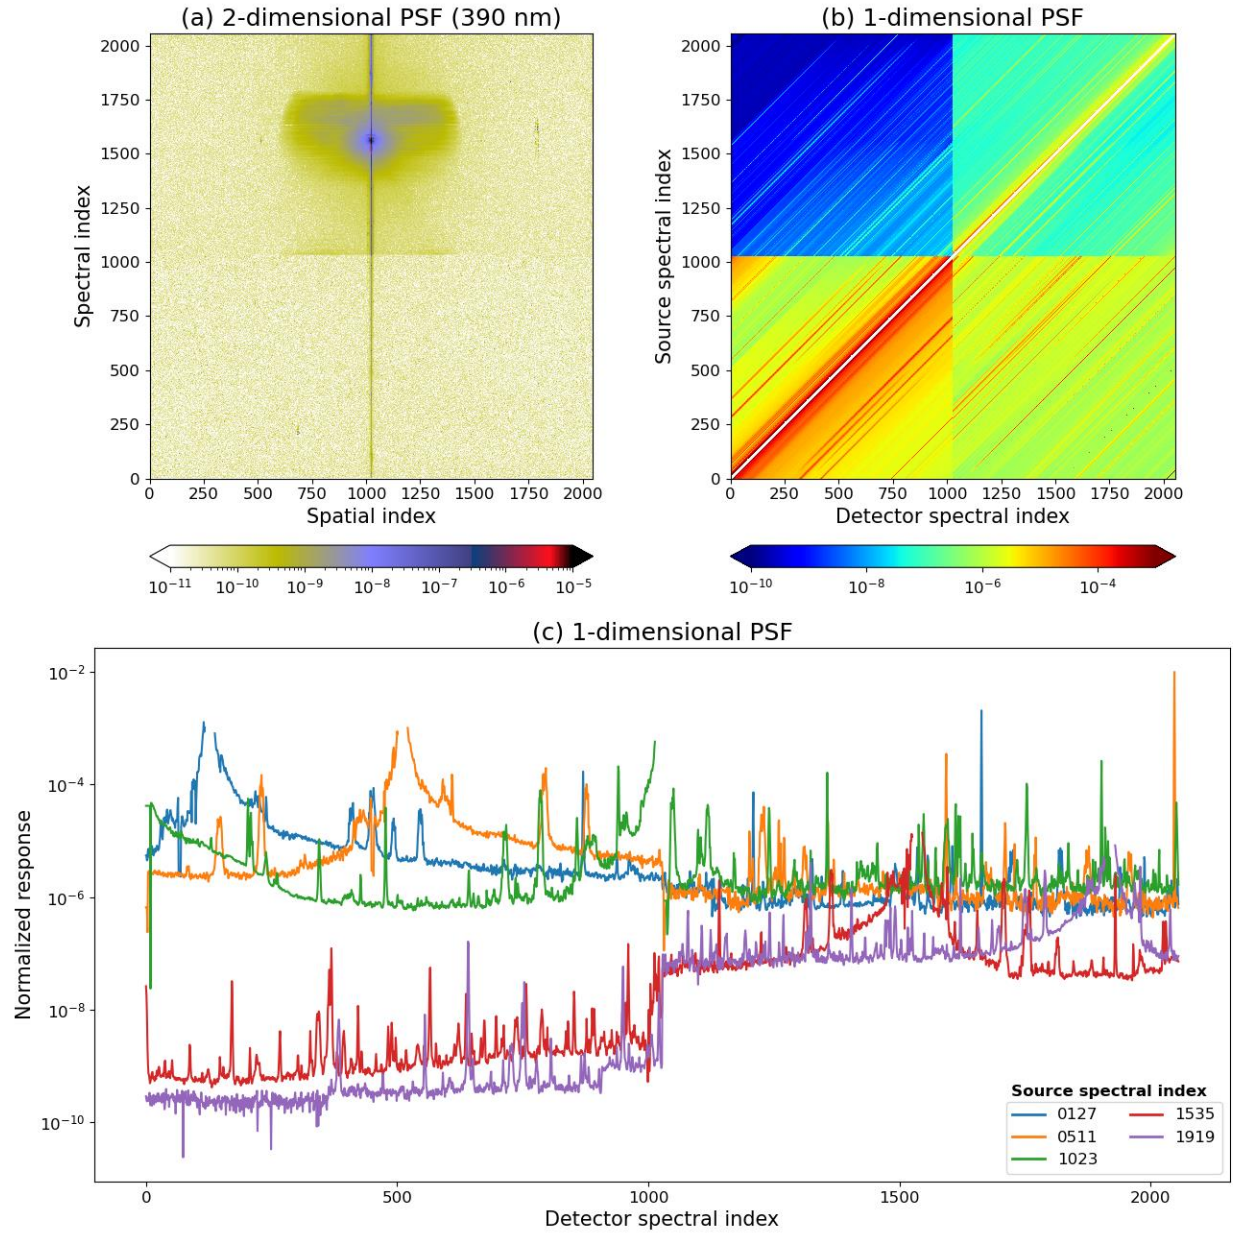 (a) 2-dimensional PSF (390 nm)
2000
1750
1500
1250
1000
750
500
250
0
Spectral index
0 250 500 750 1000 1250 1500 1750 2000
Spatial index
10⁻¹¹ 10⁻¹⁰ 10⁻⁹ 10⁻⁸ 10⁻⁷ 10⁻⁶ 10⁻⁵
(b) 1-dimensional PSF
2000
1750
1500
1250
1000
750
500
250
0
Source spectral index
0 250 500 750 1000 1250 1500 1750 2000
Detector spectral index
10⁻¹⁰ 10⁻⁸ 10⁻⁶ 10⁻⁴
(c) 1-dimensional PSF
10⁻²
10⁻⁴
10⁻⁶
10⁻⁸
10⁻¹⁰
Normalized response
0 500 1000 1500 2000
Detector spectral index
Source spectral index
0127 1535
0511 1919
1023